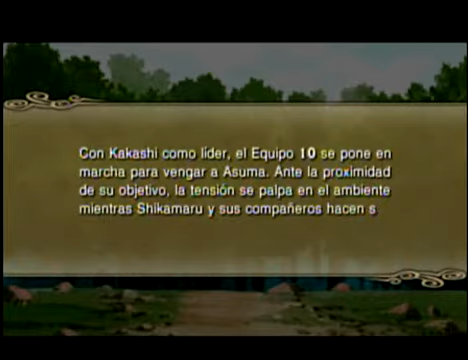 Con Kakashi como líder, el Equipo 10 se pone en
marcha para vengar a Asuma. Ante la proximidad
de su objetivo, la tensión se palpa en el ambiente
mientras Shikamaru y sus compañeros hacen s